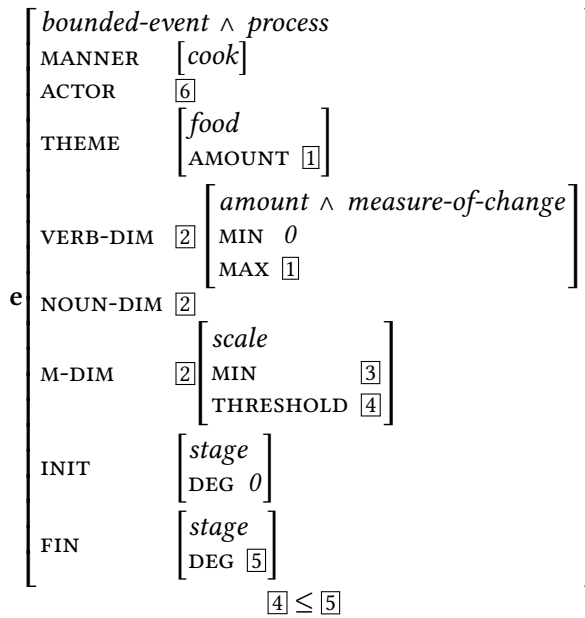 bounded-event ∧ process
MANNER [cook]
ACTOR 6
THEME [food
AMOUNT 1]
VERB-DIM 2 [amount ∧ measure-of-change
MIN 0
MAX 1]
e NOUN-DIM 2
M-DIM 2 [scale
MIN 3
THRESHOLD 4]
INIT [stage
DEG 0]
FIN [stage
DEG 5]
4 ≤ 5